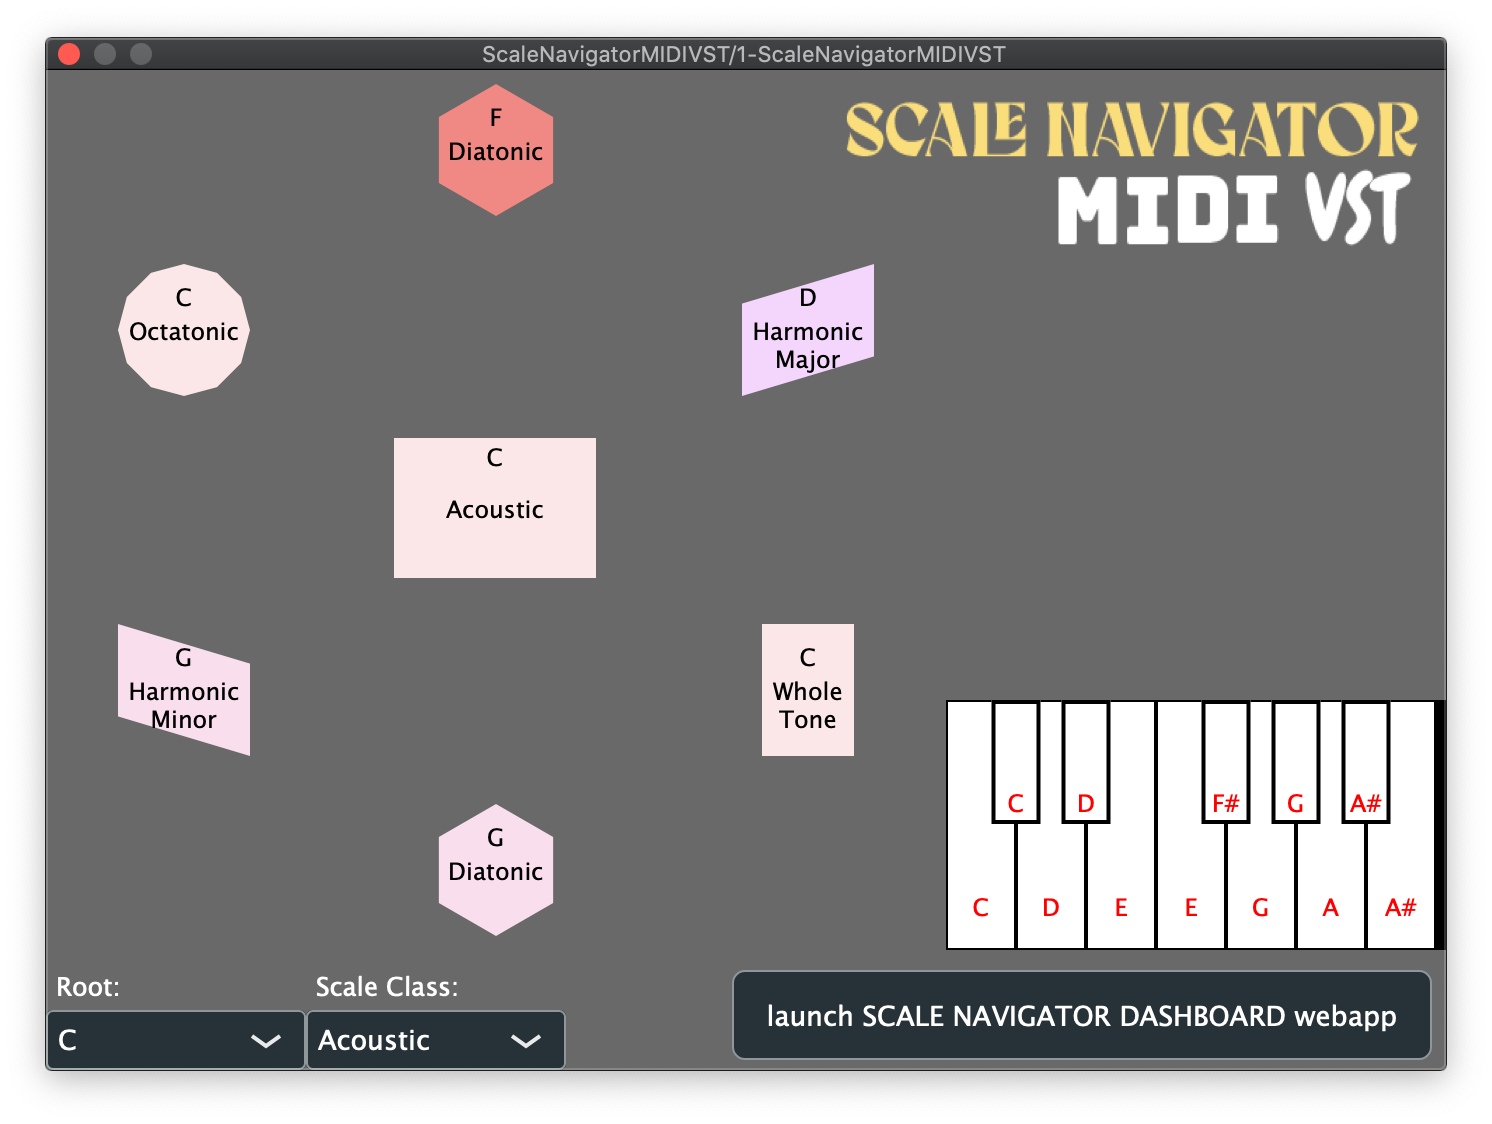 ScaleNavigatorMIDIVST/1-ScaleNavigatorMIDIVST
SCALE NAVIGATOR
MIDI VST
F
Diatonic
C
Octatonic
D
Harmonic
Major
C
Acoustic
G
Harmonic
Minor
C
Whole
Tone
G
Diatonic
C D F# G A#
C D E E G A A#
Root:
C
Scale Class:
Acoustic
launch SCALE NAVIGATOR DASHBOARD webapp